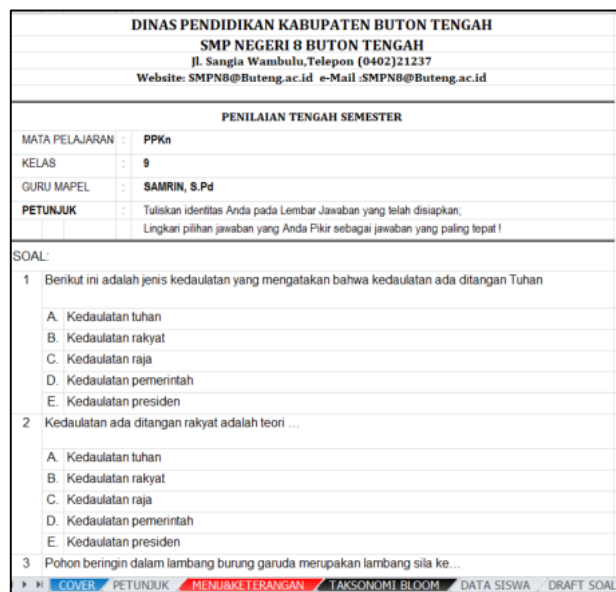 DINAS PENDIDIKAN KABUPATEN BUTON TENGAH
SMP NEGERI 8 BUTON TENGAH
Jl. Sangia Wambulu,Telepon (0402)21237
Website: SMPN8@Buteng.ac.id e-Mail :SMPN8@Buteng.ac.id
PENILAIAN TENGAH SEMESTER
MATA PELAJARAN : PPKn
KELAS : 9
GURU MAPEL : SAMRIN, S.Pd
PETUNJUK : Tuliskan identitas Anda pada Lembar Jawaban yang telah disiapkan;
Lingkari pilihan jawaban yang Anda Pikir sebagai jawaban yang paling tepat !
SOAL:
1 Berikut ini adalah jenis kedaulatan yang mengatakan bahwa kedaulatan ada ditangan Tuhan
A. Kedaulatan tuhan
B. Kedaulatan rakyat
C. Kedaulatan raja
D. Kedaulatan pemerintah
E. Kedaulatan presiden
2 Kedaulatan ada ditangan rakyat adalah teori ...
A. Kedaulatan tuhan
B. Kedaulatan rakyat
C. Kedaulatan raja
D. Kedaulatan pemerintah
E. Kedaulatan presiden
3 Pohon beringin dalam lambang burung garuda merupakan lambang sila ke...
COVER PETUNJUK MENU&KETERANGAN TAKSONOMI BLOOM DATA SISWA DRAFT SOAL